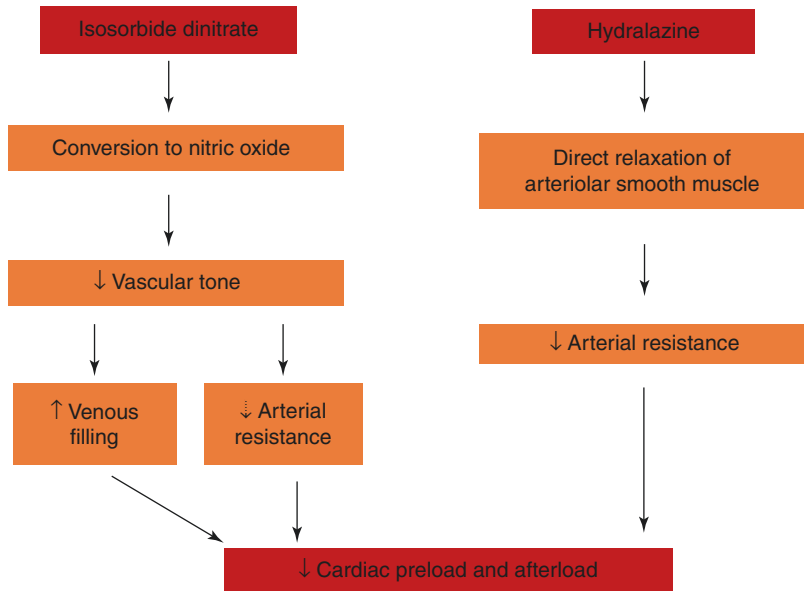 Isosorbide dinitrate
Hydralazine
Conversion to nitric oxide
Direct relaxation of
arteriolar smooth muscle
↓ Vascular tone
↓ Arterial resistance
↑ Venous
filling
⇣ Arterial
resistance
↓ Cardiac preload and afterload